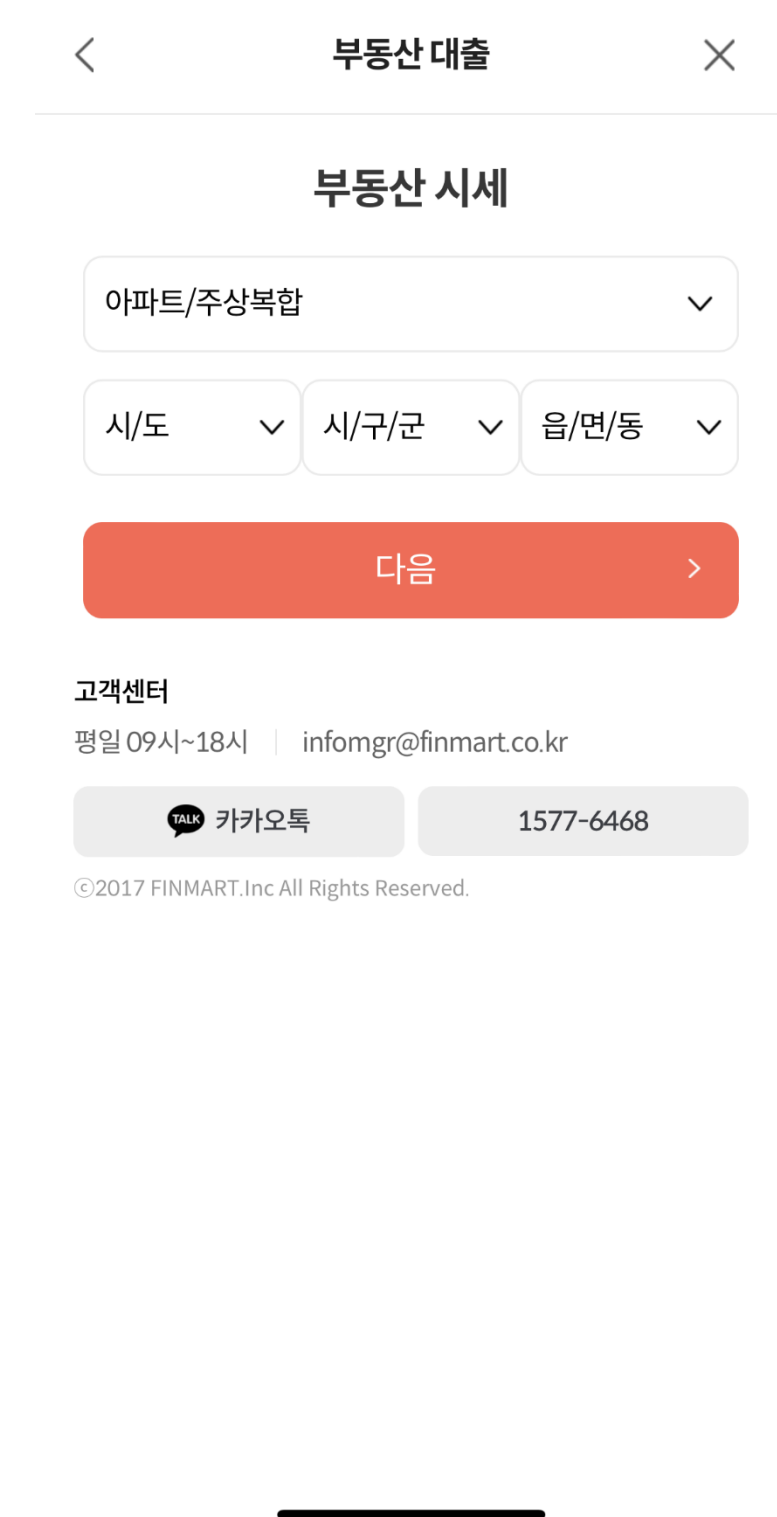 부동산 대출
부동산 시세
아파트/주상복합
시/도 시/구/군 읍/면/동
다음
고객센터
평일 09시~18시 infomgr@finmart.co.kr
TALK 카카오톡 1577-6468
ⓒ2017 FINMART.Inc All Rights Reserved.